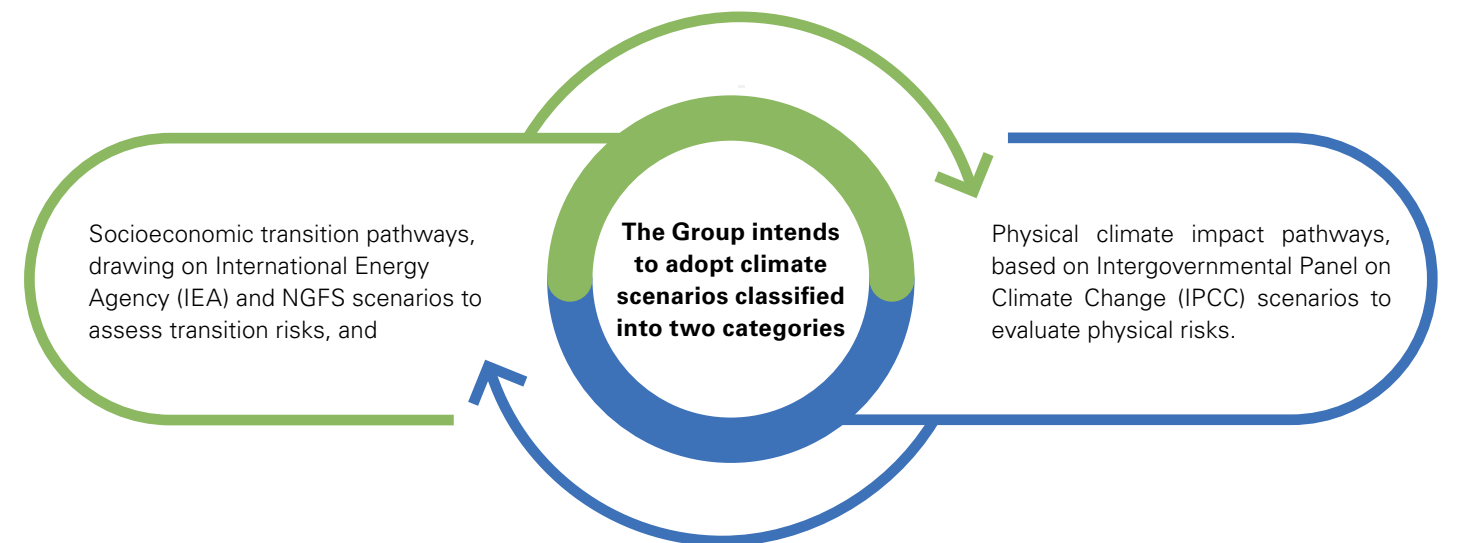 Socioeconomic transition pathways,
drawing on International Energy
Agency (IEA) and NGFS scenarios to
assess transition risks, and
The Group intends
to adopt climate
scenarios classified
into two categories
Physical climate impact pathways,
based on Intergovernmental Panel on
Climate Change (IPCC) scenarios to
evaluate physical risks.